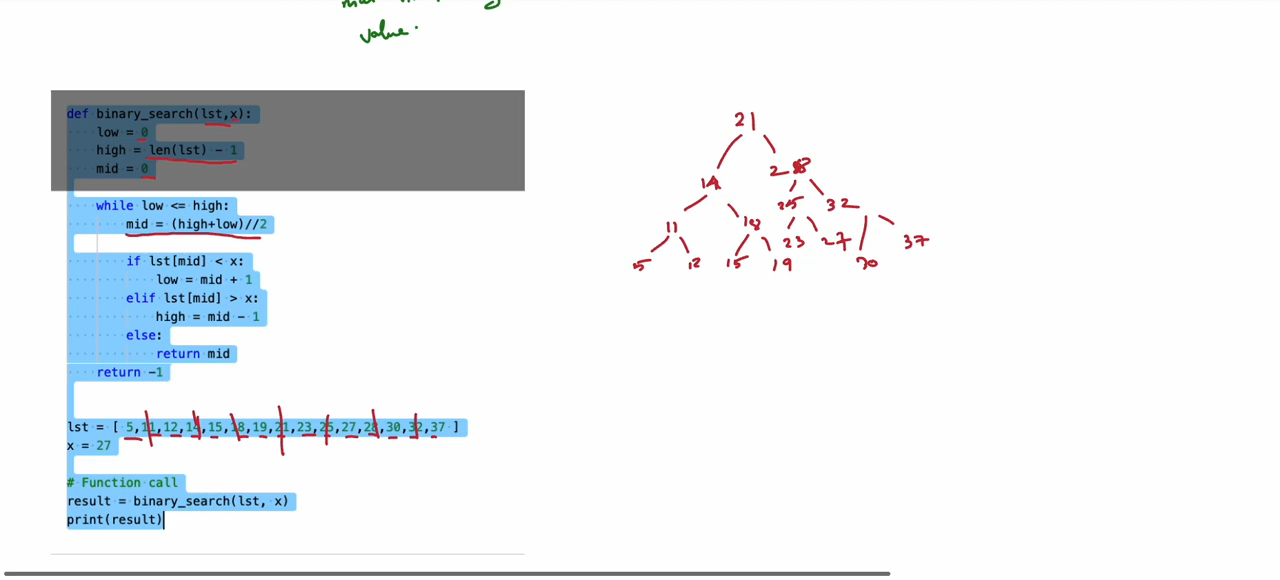 value.
def binary_search(lst,x):
    low = 0
    high = len(lst) - 1
    mid = 0
    while low <= high:
        mid = (high+low)//2
        if lst[mid] < x:
            low = mid + 1
        elif lst[mid] > x:
            high = mid - 1
        else:
            return mid
    return -1
lst = [ 5,11,12,14,15,18,19,21,23,25,27,28,30,32,37 ]
x = 27
# Function call
result = binary_search(lst, x)
print(result)
21
14 28
11 18 25 32
5 12 15 19 23 27 30 37